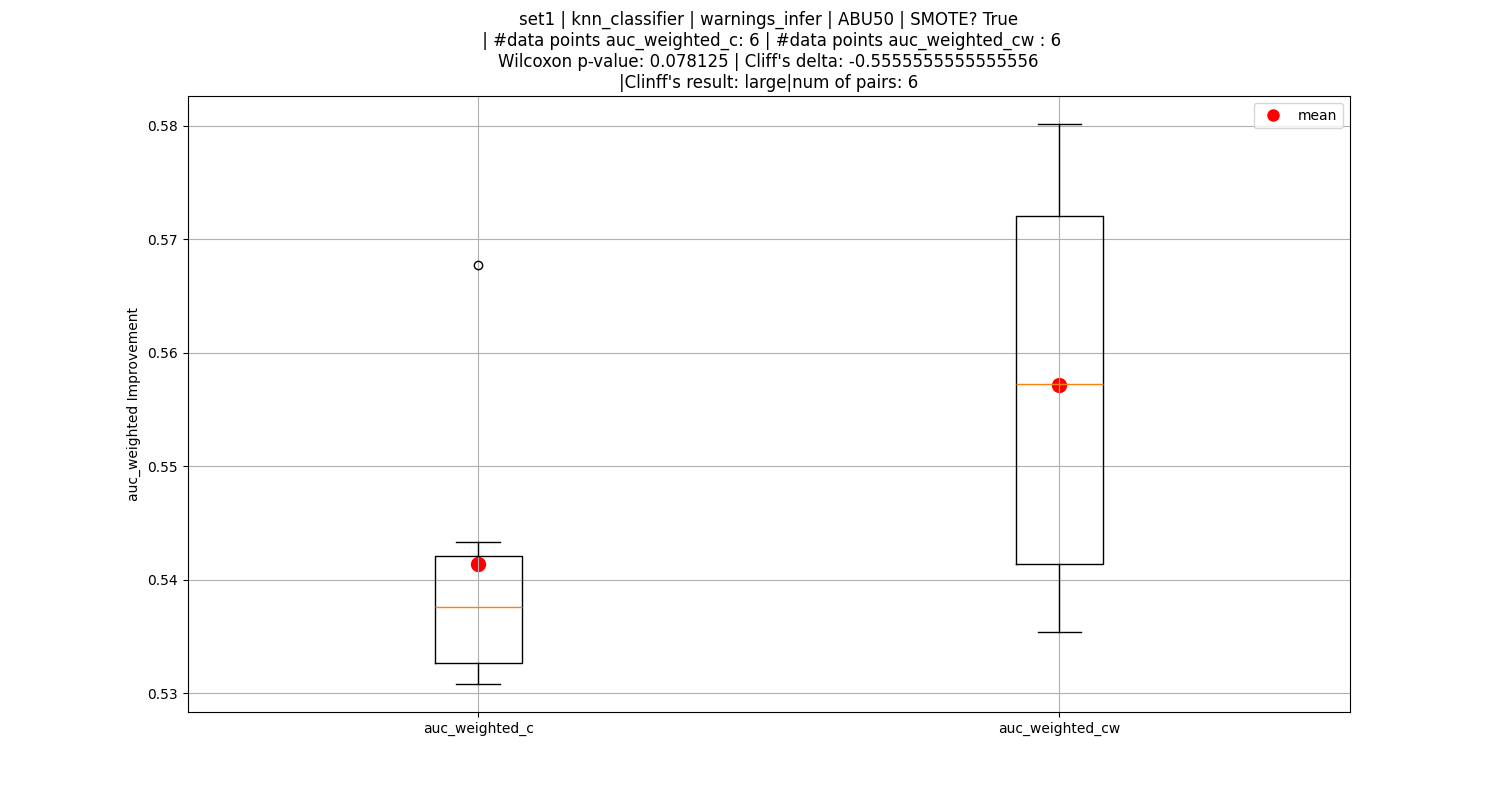 set1 | knn_classifier | warnings_infer | ABU50 | SMOTE? True
| #data points auc_weighted_c: 6 | #data points auc_weighted_cw : 6
Wilcoxon p-value: 0.078125 | Cliff's delta: -0.5555555555555556
|Clinff's result: large|num of pairs: 6
mean
0.58
0.57
0.56
0.55
0.54
0.53
auc_weighted Improvement
auc_weighted_c
auc_weighted_cw